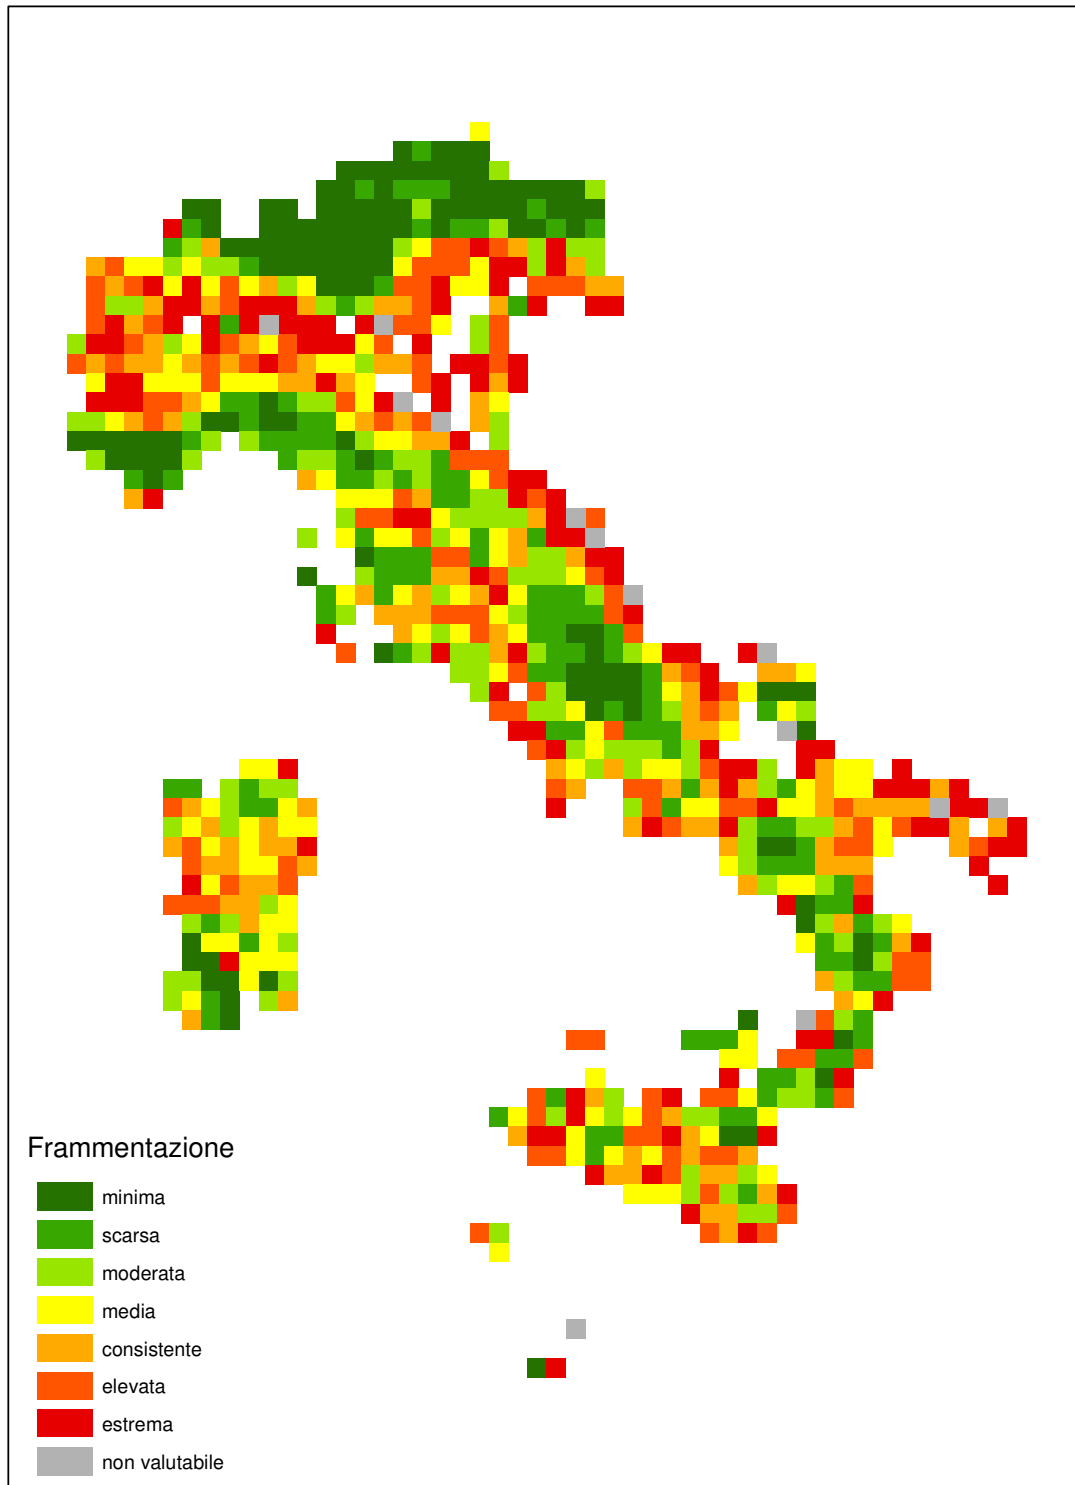 Frammentazione
minima
scarsa
moderata
media
consistente
elevata
estrema
non valutabile